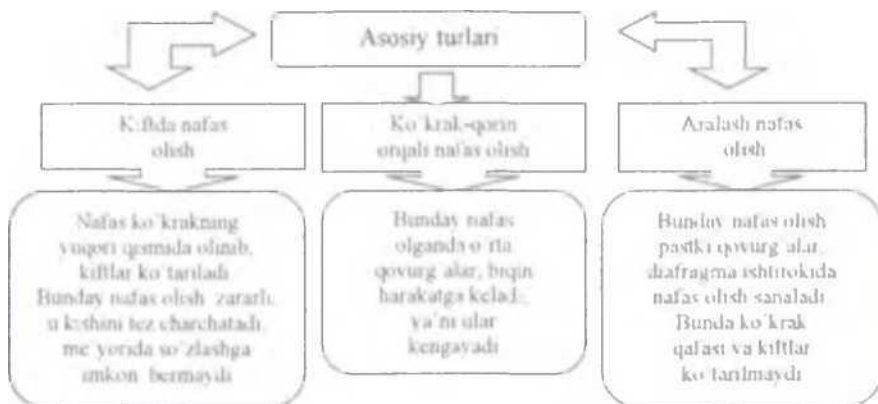 Asosiy turlari
Kiftda nafas
olish
Ko'krak-qorin
orqali nafas olish
Aralash nafas
olish
Nafas ko'krakning
yuqori qismida olinib,
kiftlar ko'tariladi
Bunday nafas olish zararli,
u kishini tez charchatadi,
me'yorida so'zlashga
imkon bermaydi
Bunday nafas
olganda o'rta
qovurg'alar, biqin
harakatga keladi,
ya'ni ular
kengayadi
Bunday nafas olish
pastki qovurg'alar,
diafragma ishtirokida
nafas olish sanaladi
Bunda ko'krak
qafasi va kiftlar
ko'tarilmaydi